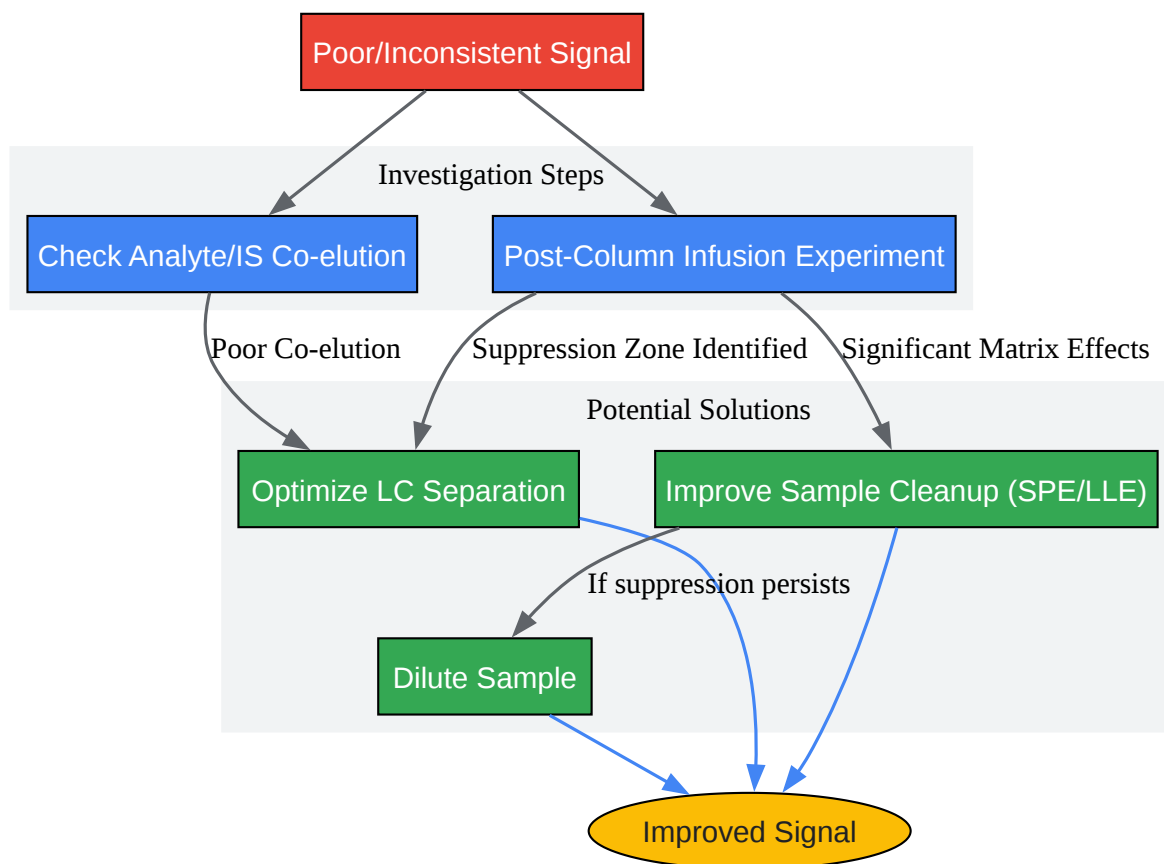 Poor/Inconsistent Signal
Investigation Steps
Check Analyte/IS Co-elution
Post-Column Infusion Experiment
Poor Co-elution
Suppression Zone Identified
Significant Matrix Effects
Potential Solutions
Optimize LC Separation
Improve Sample Cleanup (SPE/LLE)
If suppression persists
Dilute Sample
Improved Signal